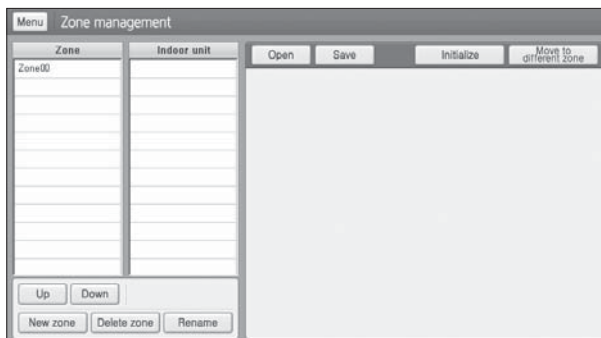 Menu Zone management
Zone Indoor unit
Open Save Initialize Move to different zone
Zone00
Up Down
New zone Delete zone Rename